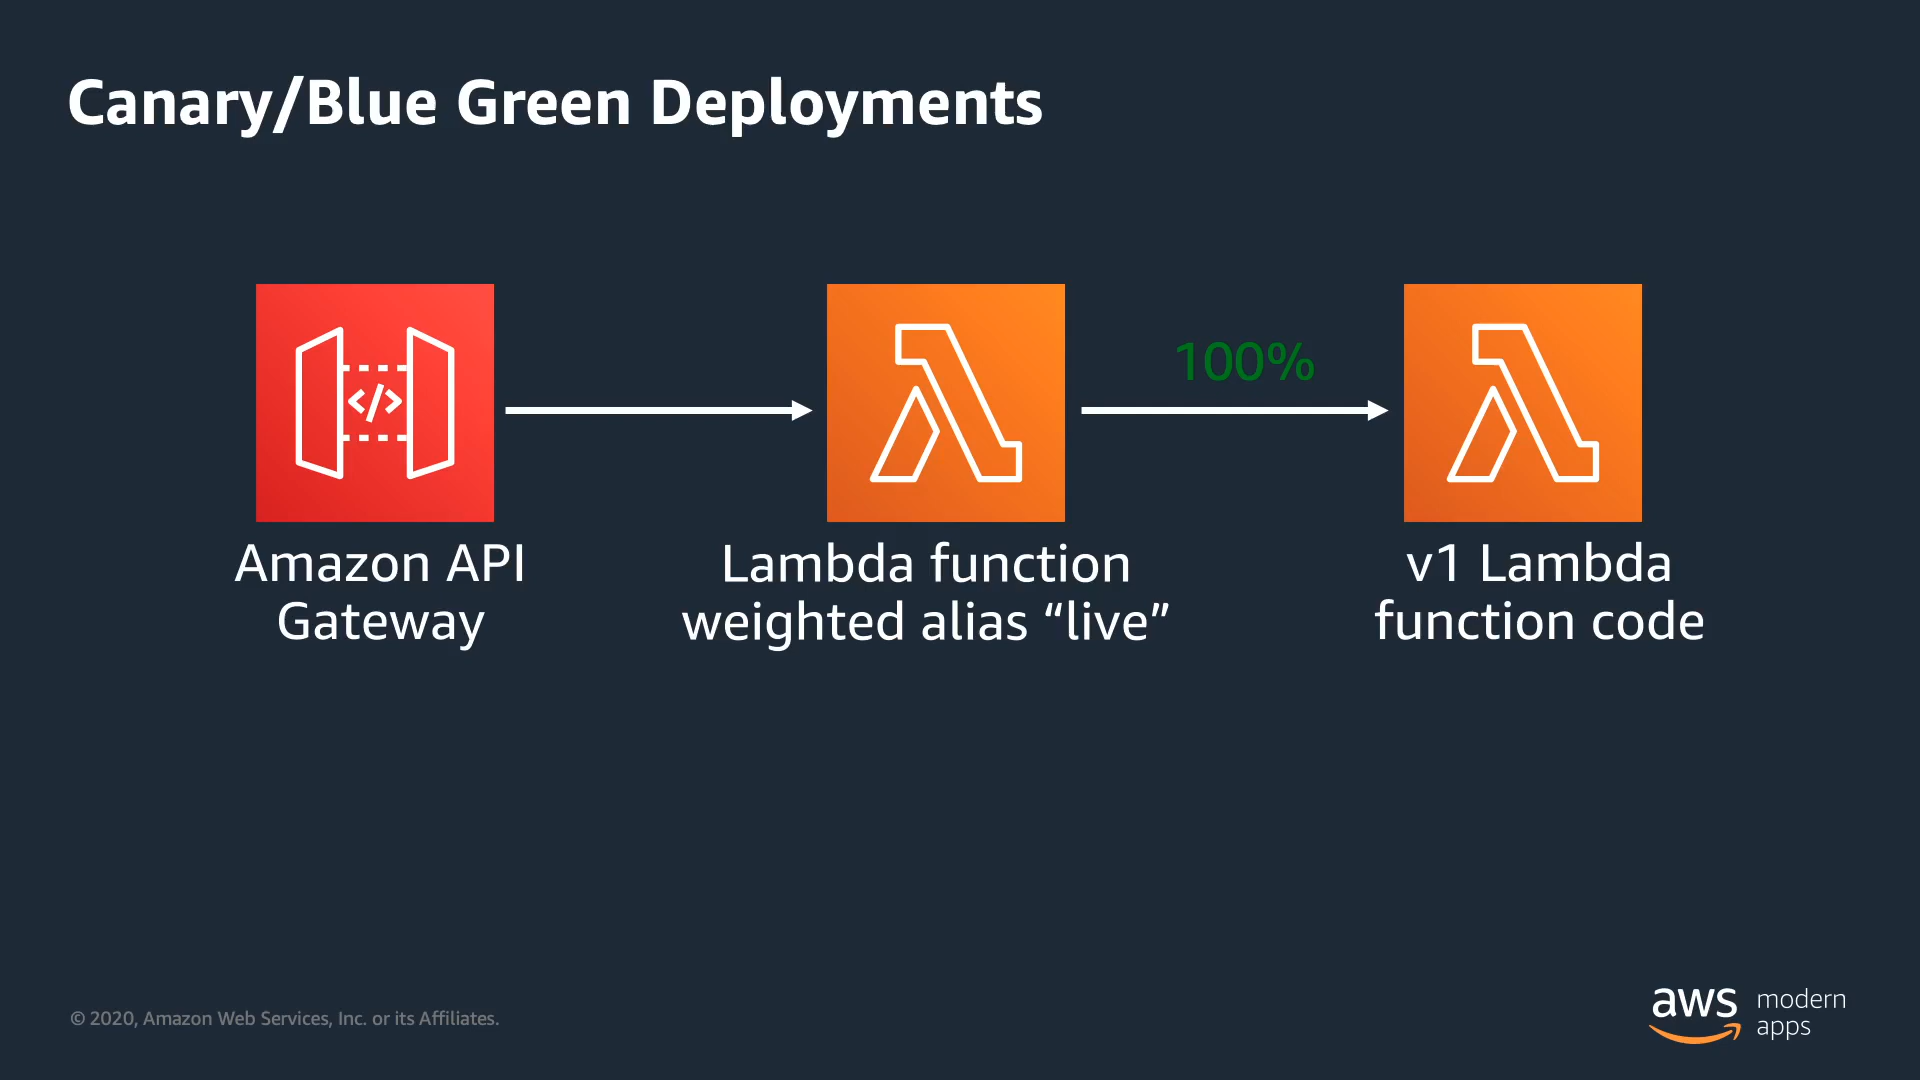 Canary/Blue Green Deployments
</>
100%
Amazon API
Gateway
Lambda function
weighted alias “live”
v1 Lambda
function code
© 2020, Amazon Web Services, Inc. or its Affiliates.
aws
modern
apps